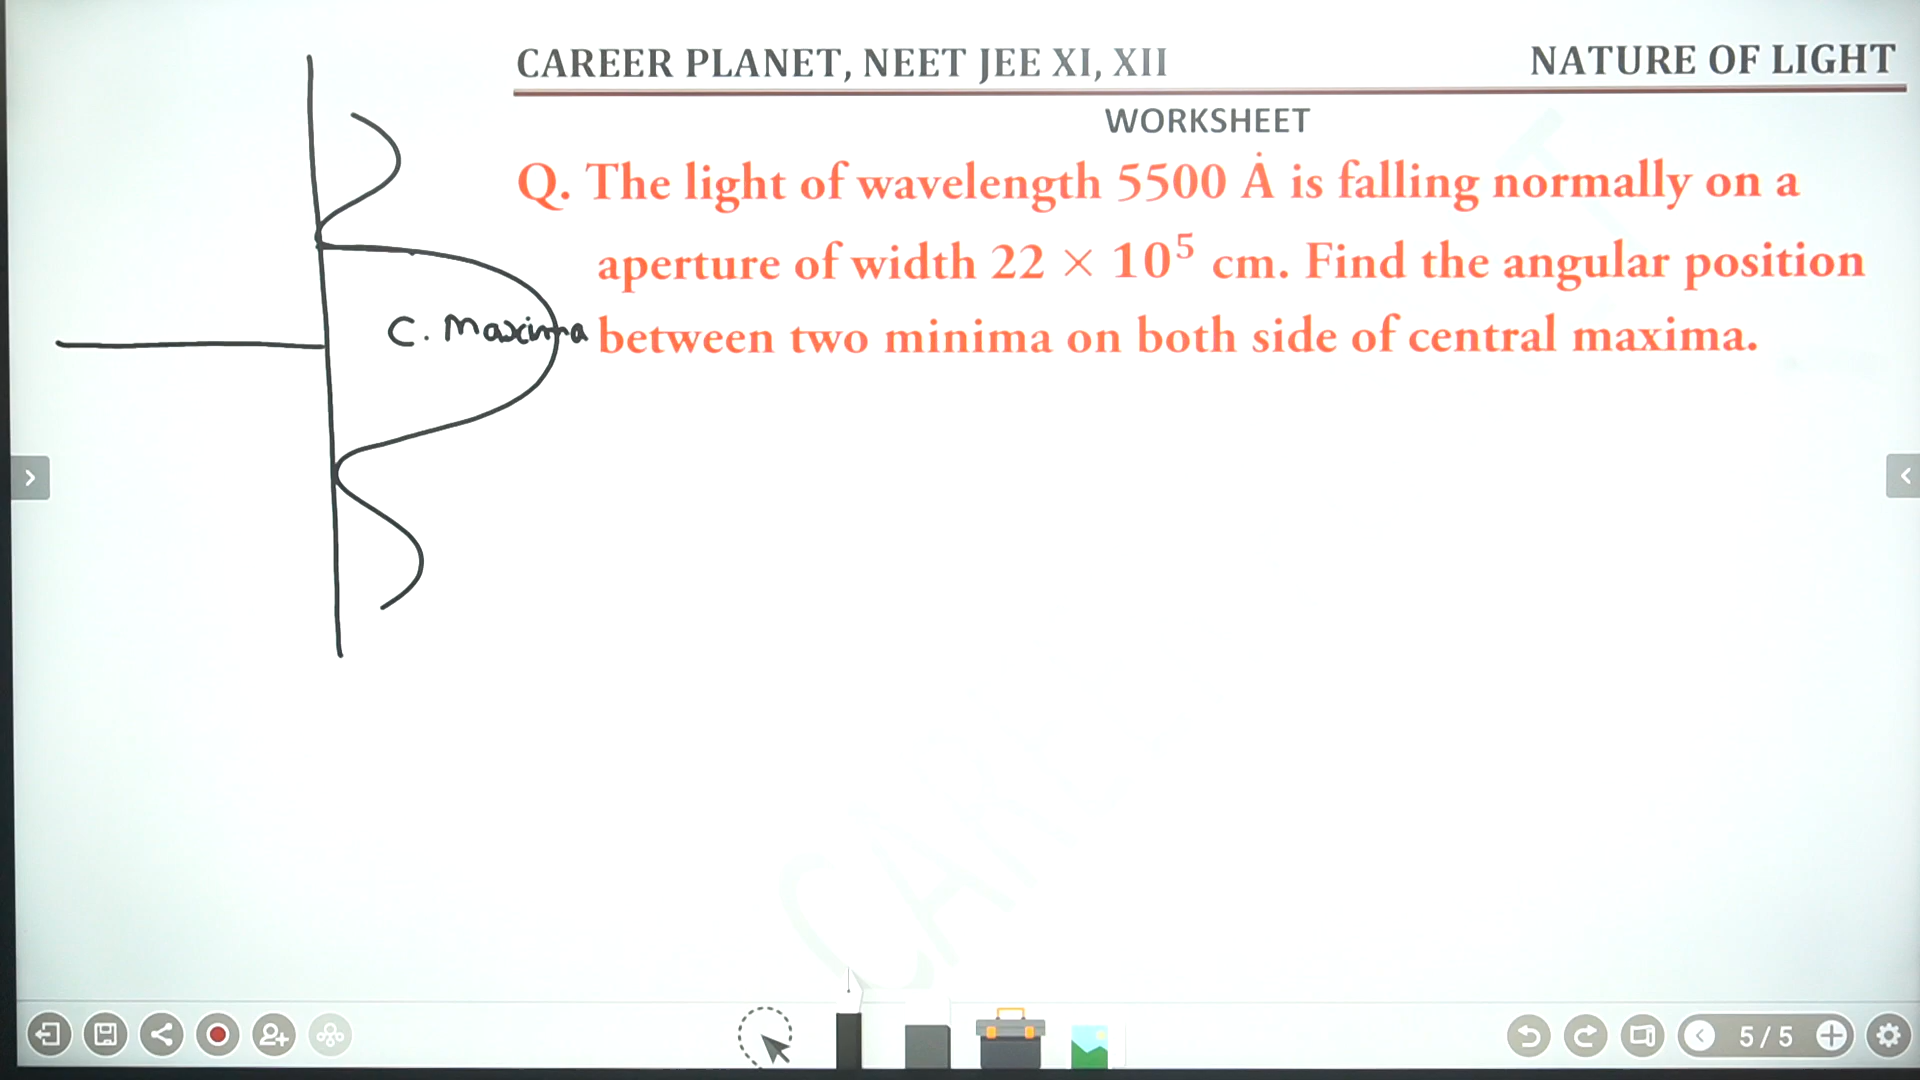 CAREER PLANET, NEET JEE XI, XII NATURE OF LIGHT
WORKSHEET
Q. The light of wavelength 5500 Ȧ is falling normally on a
aperture of width 22 × 10⁵ cm. Find the angular position
C. Maxima between two minima on both side of central maxima.
CARE
5/5